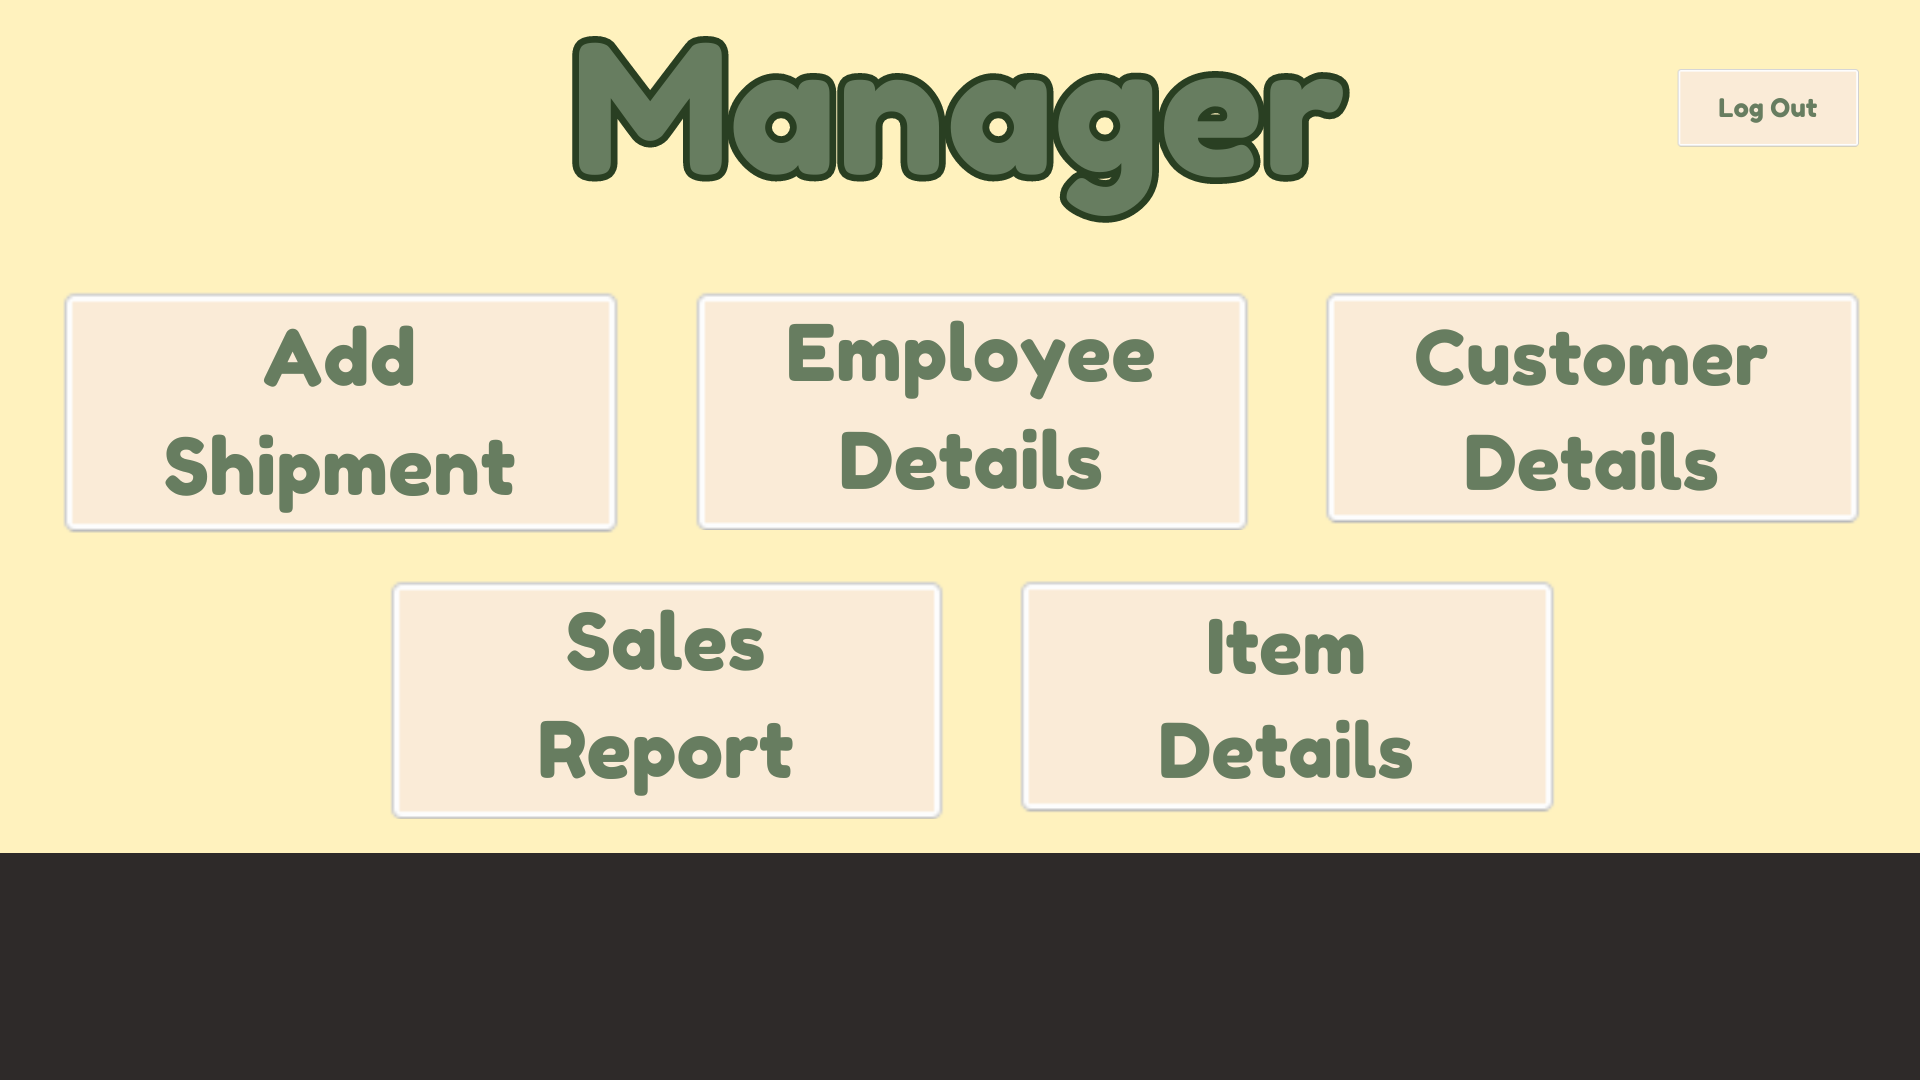 Manager
Log Out
Add
Shipment
Employee
Details
Customer
Details
Sales
Report
Item
Details